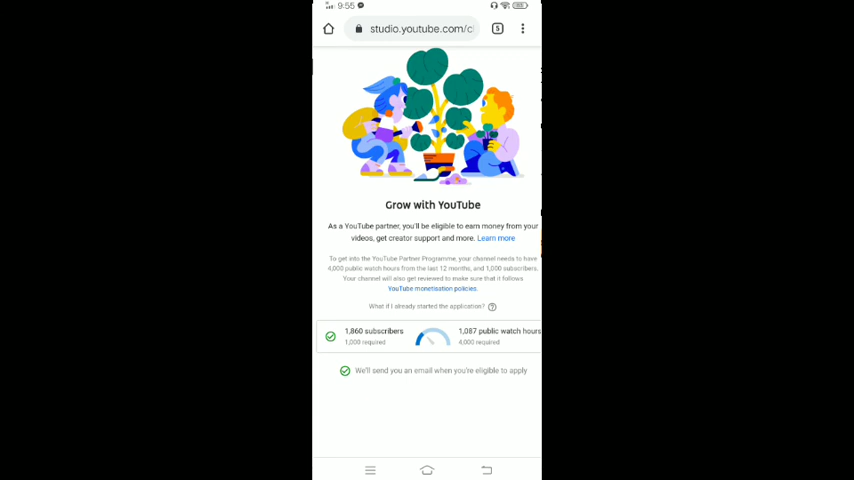 9:55
studio.youtube.com/c
5
Grow with YouTube
As a YouTube partner, you'll be eligible to earn money from your
videos, get creator support and more. Learn more
To get into the YouTube Partner Programme, your channel needs to have
4,000 public watch hours from the last 12 months, and 1,000 subscribers.
Your channel will also get reviewed to make sure that it follows
YouTube monetisation policies.
What if I already started the application? ?
1,860 subscribers
1,000 required
1,087 public watch hours
4,000 required
We'll send you an email when you're eligible to apply